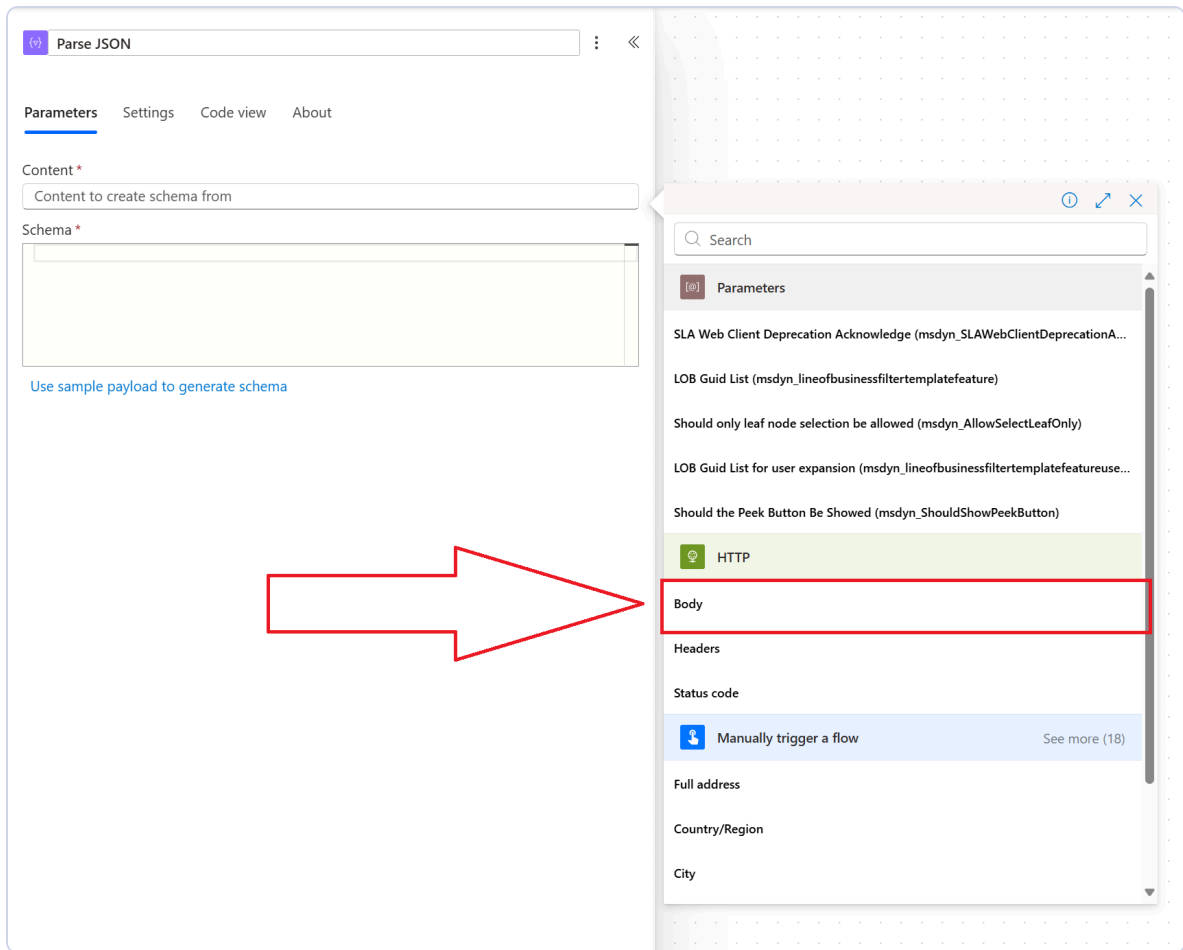 Parse JSON
Parameters Settings Code view About
Content *
Content to create schema from
Schema *
Use sample payload to generate schema
Search
Parameters
SLA Web Client Deprecation Acknowledge (msdyn_SLAWebClientDeprecationA...
LOB Guid List (msdyn_lineofbusinessfiltertemplatefeature)
Should only leaf node selection be allowed (msdyn_AllowSelectLeafOnly)
LOB Guid List for user expansion (msdyn_lineofbusinessfiltertemplatefeatureuse...
Should the Peek Button Be Showed (msdyn_ShouldShowPeekButton)
HTTP
Body
Headers
Status code
Manually trigger a flow See more (18)
Full address
Country/Region
City